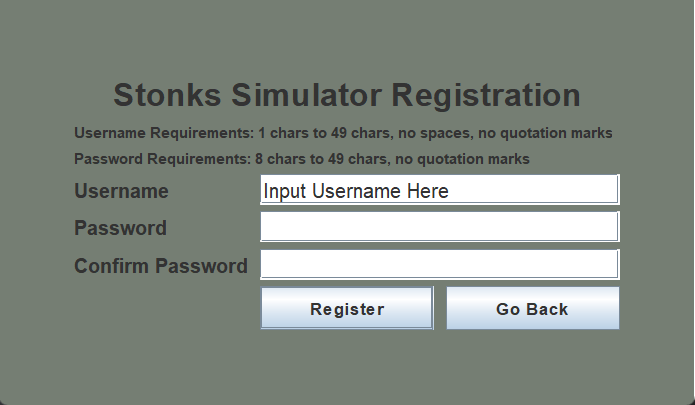 Stonks Simulator Registration
Username Requirements: 1 chars to 49 chars, no spaces, no quotation marks
Password Requirements: 8 chars to 49 chars, no quotation marks
Username Input Username Here
Password
Confirm Password
Register Go Back